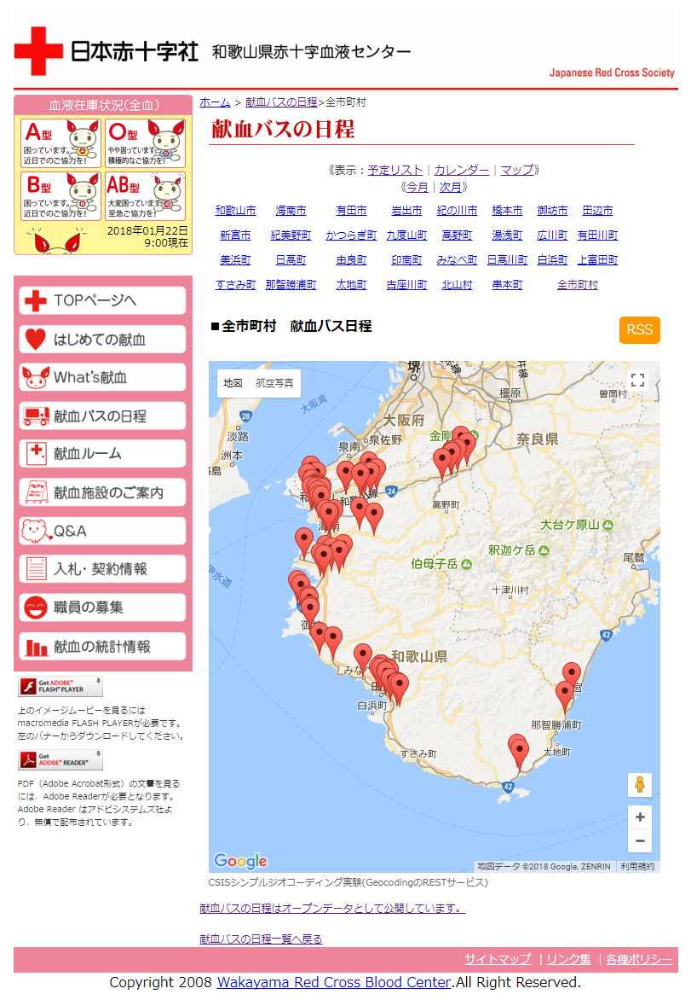 日本赤十字社 和歌山県赤十字血液センター
Japanese Red Cross Society
血液在庫状況(全血)
A型
困っています。
近日でのご協力を!
O型
やや困っています。
積極的なご協力を!
B型
困っています。
近日でのご協力を!
AB型
大変困っています。
至急ご協力を!
2018年01月22日
9:00現在
TOPページへ
はじめての献血
What's献血
献血バスの日程
献血ルーム
献血施設のご案内
Q&A
入札・契約情報
職員の募集
献血の統計情報
Get ADOBE® FLASH® PLAYER
上のイメージムービーを見るには
macromedia FLASH PLAYERが必要です。
左のバナーからダウンロードしてください。
Get ADOBE® READER®
PDF（Adobe Acrobat形式）の文書を見る
には、Adobe Readerが必要となります。
Adobe Reader はアドビシステムズ社よ
り、無償で配布されています。
ホーム > 献血バスの日程>全市町村
献血バスの日程
《表示：予定リスト｜カレンダー｜マップ》
《今月｜次月》
和歌山市 海南市 有田市 岩出市 紀の川市 橋本市 御坊市 田辺市
新宮市 紀美野町 かつらぎ町 九度山町 高野町 湯浅町 広川町 有田川町
美浜町 日高町 由良町 印南町 みなべ町 日高川町 白浜町 上富田町
すさみ町 那智勝浦町 太地町 古座川町 北山村 串本町 全市町村
■全市町村 献血バス日程
RSS
地図 航空写真
堺
橿原
曽爾村
大阪湾
28
大阪府
淡路
泉佐野
泉南
金剛
奈良県
洲本
24
高野町
大台ケ原山
釈迦ケ岳
伯母子岳
尾鷲
伊水道
十津川村
42
和歌山県
みなべ
白浜町
那智勝浦町
太地町
すさみ町
42
Google
地図データ ©2018 Google, ZENRIN 利用規約
CSISシンプルジオコーディング実験(GeocodingのRESTサービス)
献血バスの日程はオープンデータとして公開しています。
献血バスの日程一覧へ戻る
サイトマップ ｜リンク集 ｜各種ポリシー
Copyright 2008 Wakayama Red Cross Blood Center.All Right Reserved.